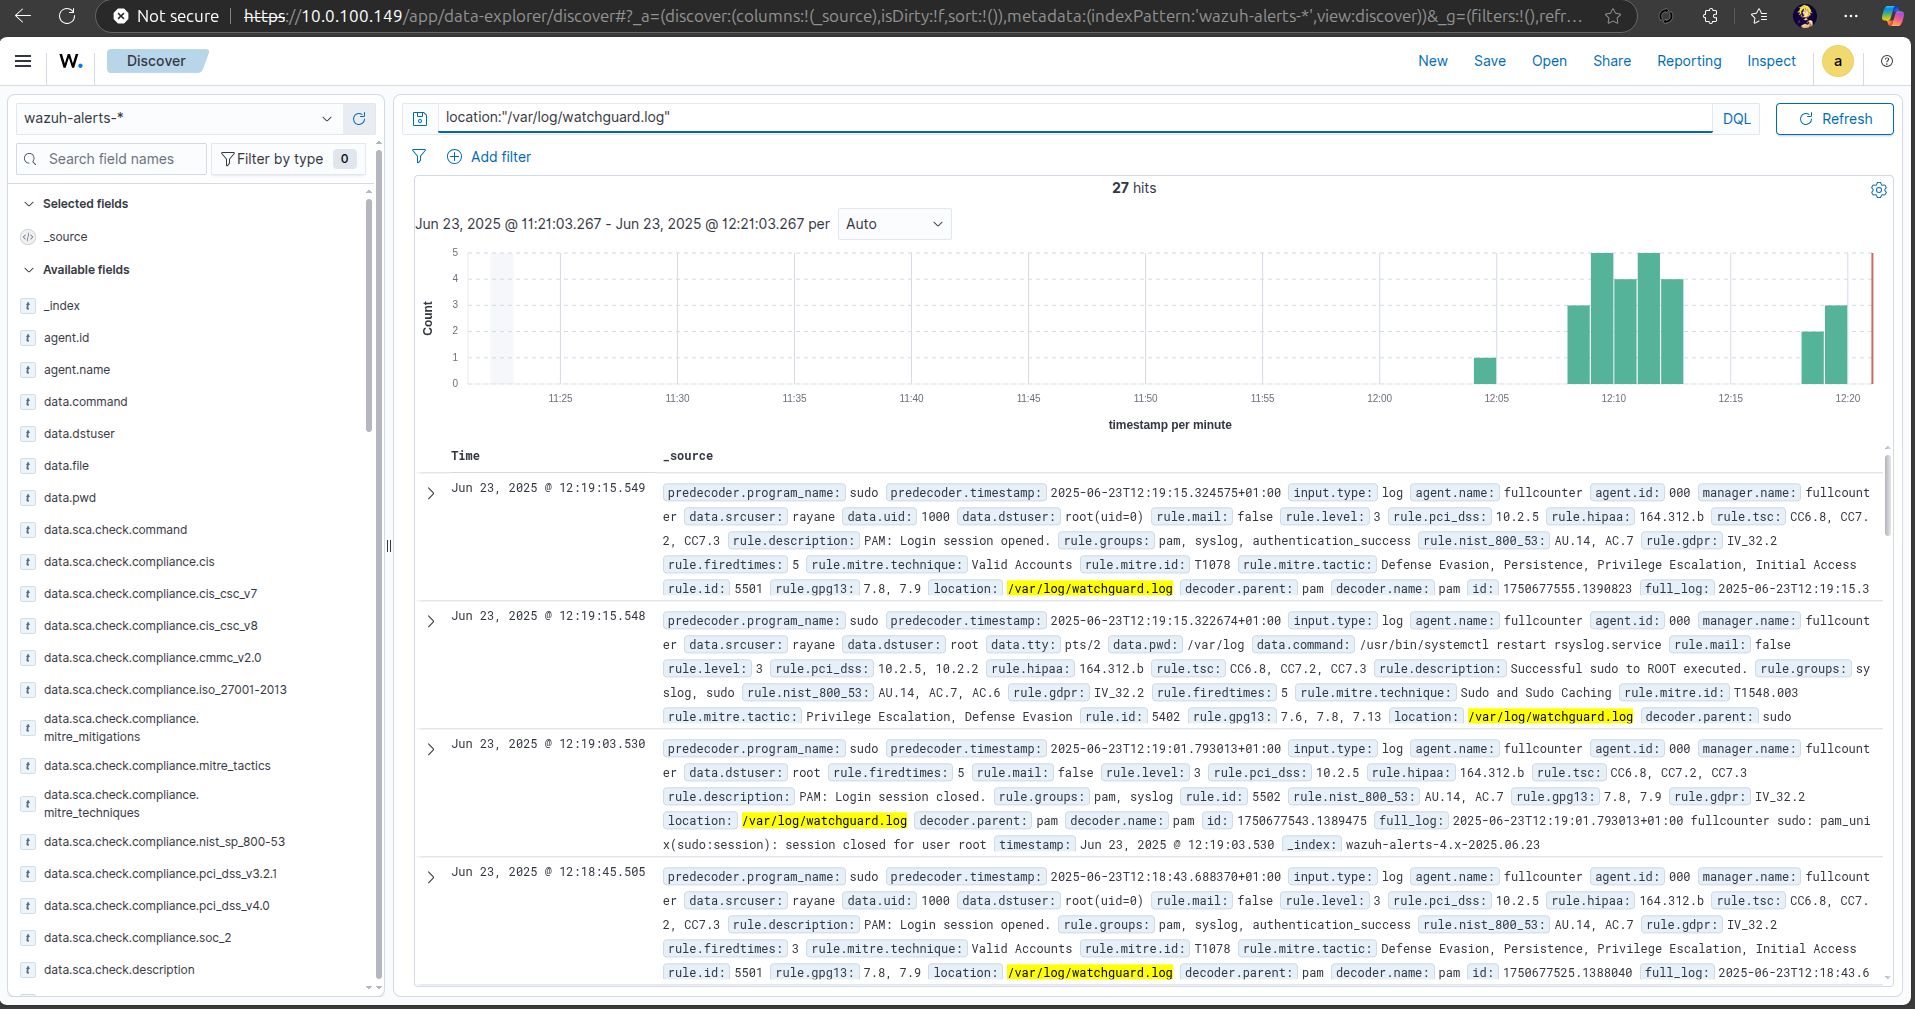 Not secure https://10.0.100.149/app/data-explorer/discover#?_a=(discover:(columns:!(_source),isDirty:!f,sort:!()),metadata:(indexPattern:'wazuh-alerts-*',view:discover))&_g=(filters:!(),refr...
W. Discover New Save Open Share Reporting Inspect a
wazuh-alerts-*
location:"/var/log/watchguard.log" DQL Refresh
Search field names Filter by type 0
Add filter
Selected fields
_source
Available fields
t _index
t agent.id
t agent.name
t data.command
t data.dstuser
t data.file
t data.pwd
t data.sca.check.command
t data.sca.check.compliance.cis
t data.sca.check.compliance.cis_csc_v7
t data.sca.check.compliance.cis_csc_v8
t data.sca.check.compliance.cmmc_v2.0
t data.sca.check.compliance.iso_27001-2013
t data.sca.check.compliance.
mitre_mitigations
t data.sca.check.compliance.mitre_tactics
t data.sca.check.compliance.
mitre_techniques
t data.sca.check.compliance.nist_sp_800-53
t data.sca.check.compliance.pci_dss_v3.2.1
t data.sca.check.compliance.pci_dss_v4.0
t data.sca.check.compliance.soc_2
t data.sca.check.description
27 hits
Jun 23, 2025 @ 11:21:03.267 - Jun 23, 2025 @ 12:21:03.267 per Auto
Count
5
4
3
2
1
0
11:25 11:30 11:35 11:40 11:45 11:50 11:55 12:00 12:05 12:10 12:15 12:20
timestamp per minute
Time _source
Jun 23, 2025 @ 12:19:15.549 predecoder.program_name: sudo predecoder.timestamp: 2025-06-23T12:19:15.324575+01:00 input.type: log agent.name: fullcounter agent.id: 000 manager.name: fullcount
er data.srcuser: rayane data.uid: 1000 data.dstuser: root(uid=0) rule.mail: false rule.level: 3 rule.pci_dss: 10.2.5 rule.hipaa: 164.312.b rule.tsc: CC6.8, CC7.
2, CC7.3 rule.description: PAM: Login session opened. rule.groups: pam, syslog, authentication_success rule.nist_800_53: AU.14, AC.7 rule.gdpr: IV_32.2
rule.firedtimes: 5 rule.mitre.technique: Valid Accounts rule.mitre.id: T1078 rule.mitre.tactic: Defense Evasion, Persistence, Privilege Escalation, Initial Access
rule.id: 5501 rule.gpg13: 7.8, 7.9 location: /var/log/watchguard.log decoder.parent: pam decoder.name: pam id: 1750677555.1390823 full_log: 2025-06-23T12:19:15.3
Jun 23, 2025 @ 12:19:15.548 predecoder.program_name: sudo predecoder.timestamp: 2025-06-23T12:19:15.322674+01:00 input.type: log agent.name: fullcounter agent.id: 000 manager.name: fullcount
er data.srcuser: rayane data.dstuser: root data.tty: pts/2 data.pwd: /var/log data.command: /usr/bin/systemctl restart rsyslog.service rule.mail: false
rule.level: 3 rule.pci_dss: 10.2.5, 10.2.2 rule.hipaa: 164.312.b rule.tsc: CC6.8, CC7.2, CC7.3 rule.description: Successful sudo to ROOT executed. rule.groups: sy
slog, sudo rule.nist_800_53: AU.14, AC.7, AC.6 rule.gdpr: IV_32.2 rule.firedtimes: 5 rule.mitre.technique: Sudo and Sudo Caching rule.mitre.id: T1548.003
rule.mitre.tactic: Privilege Escalation, Defense Evasion rule.id: 5402 rule.gpg13: 7.6, 7.8, 7.13 location: /var/log/watchguard.log decoder.parent: sudo
Jun 23, 2025 @ 12:19:03.530 predecoder.program_name: sudo predecoder.timestamp: 2025-06-23T12:19:01.793013+01:00 input.type: log agent.name: fullcounter agent.id: 000 manager.name: fullcount
er data.dstuser: root rule.firedtimes: 5 rule.mail: false rule.level: 3 rule.pci_dss: 10.2.5 rule.hipaa: 164.312.b rule.tsc: CC6.8, CC7.2, CC7.3
rule.description: PAM: Login session closed. rule.groups: pam, syslog rule.id: 5502 rule.nist_800_53: AU.14, AC.7 rule.gpg13: 7.8, 7.9 rule.gdpr: IV_32.2
location: /var/log/watchguard.log decoder.parent: pam decoder.name: pam id: 1750677543.1389475 full_log: 2025-06-23T12:19:01.793013+01:00 fullcounter sudo: pam_uni
x(sudo:session): session closed for user root timestamp: Jun 23, 2025 @ 12:19:03.530 _index: wazuh-alerts-4.x-2025.06.23
Jun 23, 2025 @ 12:18:45.505 predecoder.program_name: sudo predecoder.timestamp: 2025-06-23T12:18:43.688370+01:00 input.type: log agent.name: fullcounter agent.id: 000 manager.name: fullcount
er data.srcuser: rayane data.uid: 1000 data.dstuser: root(uid=0) rule.mail: false rule.level: 3 rule.pci_dss: 10.2.5 rule.hipaa: 164.312.b rule.tsc: CC6.8, CC7.
2, CC7.3 rule.description: PAM: Login session opened. rule.groups: pam, syslog, authentication_success rule.nist_800_53: AU.14, AC.7 rule.gdpr: IV_32.2
rule.firedtimes: 3 rule.mitre.technique: Valid Accounts rule.mitre.id: T1078 rule.mitre.tactic: Defense Evasion, Persistence, Privilege Escalation, Initial Access
rule.id: 5501 rule.gpg13: 7.8, 7.9 location: /var/log/watchguard.log decoder.parent: pam decoder.name: pam id: 1750677525.1388040 full_log: 2025-06-23T12:18:43.6